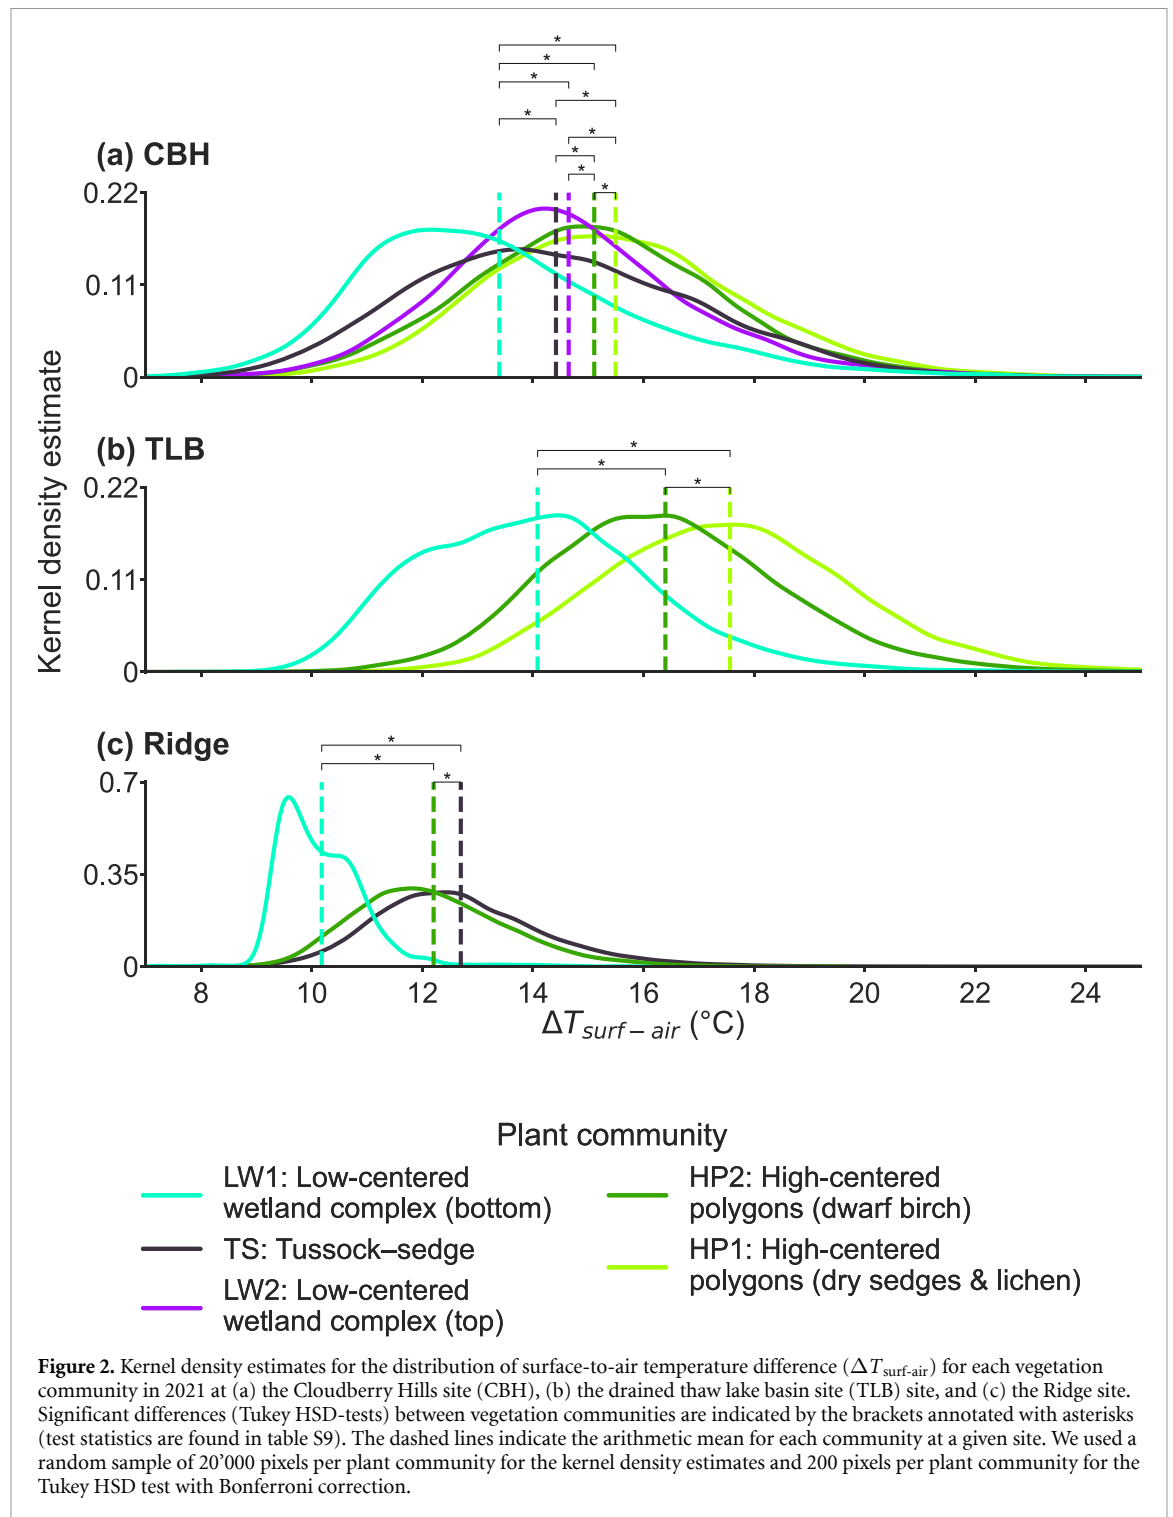 * 
*
*
*
*
*
*
*
*
(a) CBH
0.22
0.11
0
(b) TLB
*
*
*
0.22
0.11
0
Kernel density estimate
(c) Ridge
*
*
*
0.7
0.35
0
8 10 12 14 16 18 20 22 24
ΔTsurf−air (°C)
Plant community
LW1: Low-centered
wetland complex (bottom)
TS: Tussock–sedge
LW2: Low-centered
wetland complex (top)
HP2: High-centered
polygons (dwarf birch)
HP1: High-centered
polygons (dry sedges & lichen)
Figure 2. Kernel density estimates for the distribution of surface-to-air temperature difference (ΔTsurf-air) for each vegetation
community in 2021 at (a) the Cloudberry Hills site (CBH), (b) the drained thaw lake basin site (TLB) site, and (c) the Ridge site.
Significant differences (Tukey HSD-tests) between vegetation communities are indicated by the brackets annotated with asterisks
(test statistics are found in table S9). The dashed lines indicate the arithmetic mean for each community at a given site. We used a
random sample of 20’000 pixels per plant community for the kernel density estimates and 200 pixels per plant community for the
Tukey HSD test with Bonferroni correction.